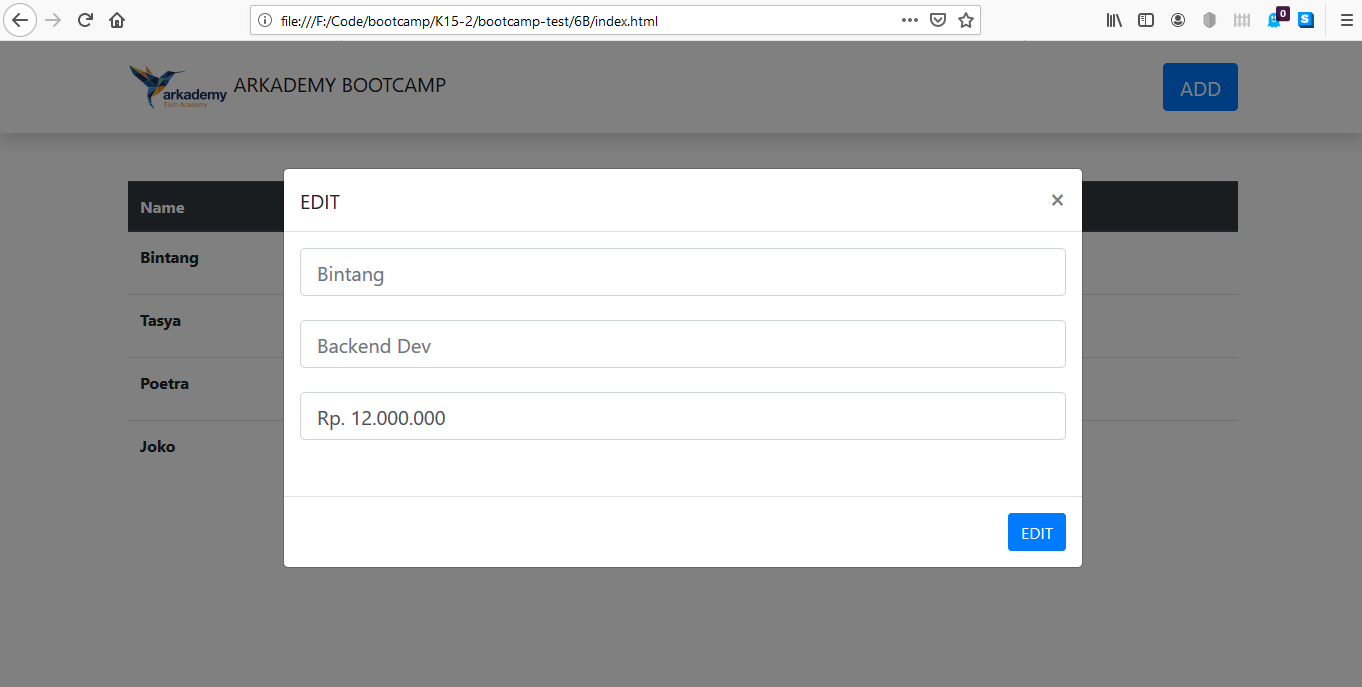 file:///F:/Code/bootcamp/K15-2/bootcamp-test/6B/index.html
0
S
arkademy
Tech Academy
ARKADEMY BOOTCAMP
ADD
Name
Bintang
Tasya
Poetra
Joko
EDIT
×
Bintang
Backend Dev
Rp. 12.000.000
EDIT